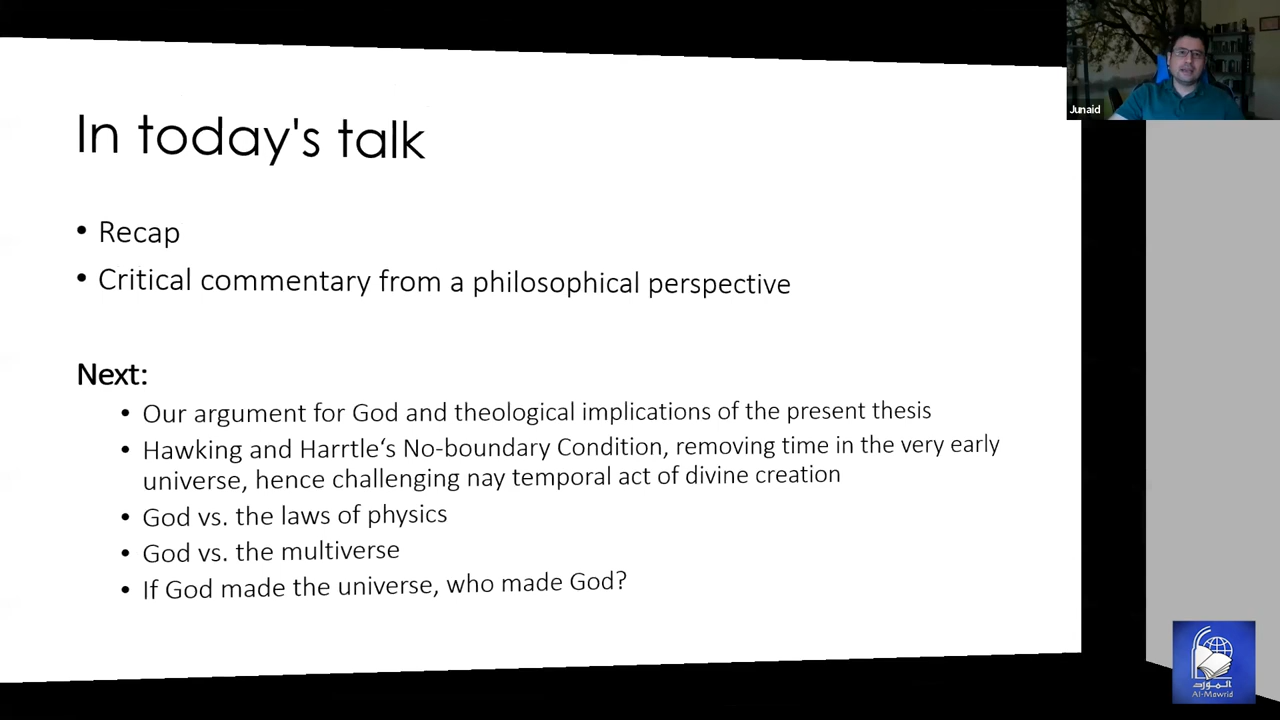 In today's talk
• Recap
• Critical commentary from a philosophical perspective
Next:
• Our argument for God and theological implications of the present thesis
• Hawking and Harrtle‘s No-boundary Condition, removing time in the very early
universe, hence challenging nay temporal act of divine creation
• God vs. the laws of physics
• God vs. the multiverse
• If God made the universe, who made God?
Junaid
المورد
Al-Mawrid